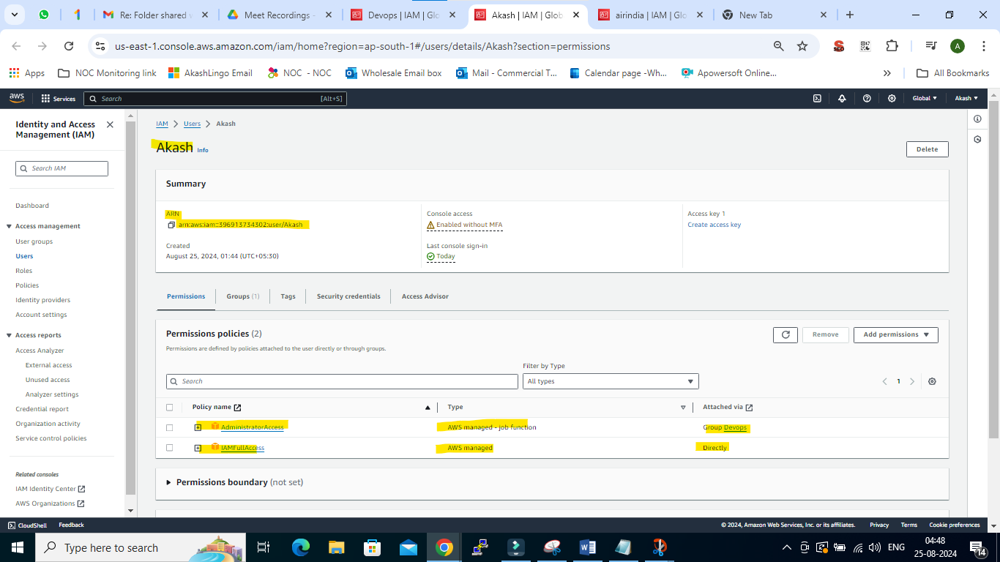 Re: Folder shared w
Meet Recordings -
Devops | IAM | Glo
Akash | IAM | Glob
airindia | IAM | Glo
New Tab
us-east-1.console.aws.amazon.com/iam/home?region=ap-south-1#/users/details/Akash?section=permissions
SEO
A
Apps
NOC Monitoring link
AkashLingo Email
NOC - NOC
Wholesale Email box
Mail - Commercial T...
Calendar page -Wh...
Apowersoft Online...
All Bookmarks
aws
Services
Search
[Alt+S]
Global
Akash
Identity and Access
Management (IAM)
Search IAM
Dashboard
Access management
User groups
Users
Roles
Policies
Identity providers
Account settings
Access reports
Access Analyzer
External access
Unused access
Analyzer settings
Credential report
Organization activity
Service control policies
Related consoles
IAM Identity Center
AWS Organizations
IAM
Users
Akash
Akash Info
Delete
Summary
ARN
arn:aws:iam::396913734302:user/Akash
Created
August 25, 2024, 01:44 (UTC+05:30)
Console access
Enabled without MFA
Last console sign-in
Today
Access key 1
Create access key
Permissions
Groups (1)
Tags
Security credentials
Access Advisor
Permissions policies (2)
Permissions are defined by policies attached to the user directly or through groups.
Remove
Add permissions
Filter by Type
Search
All types
1
Policy name
Type
Attached via
AdministratorAccess
AWS managed - job function
Group Devops
IAMFullAccess
AWS managed
Directly
Permissions boundary (not set)
CloudShell
Feedback
© 2024, Amazon Web Services, Inc. or its affiliates.
Privacy
Terms
Cookie preferences
Type here to search
ENG
04:48
25-08-2024
14